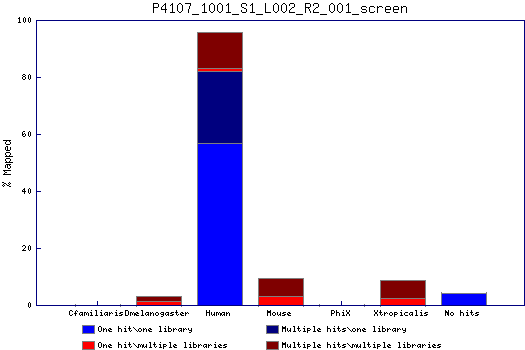 P4107_1001_S1_L002_R2_001_screen
100
80
60
40
20
0
% Mapped
Cfamiliaris Dmelanogaster Human Mouse PhiX Xtropicalis No hits
One hit\one library Multiple hits\one library
One hit\multiple libraries Multiple hits\multiple libraries